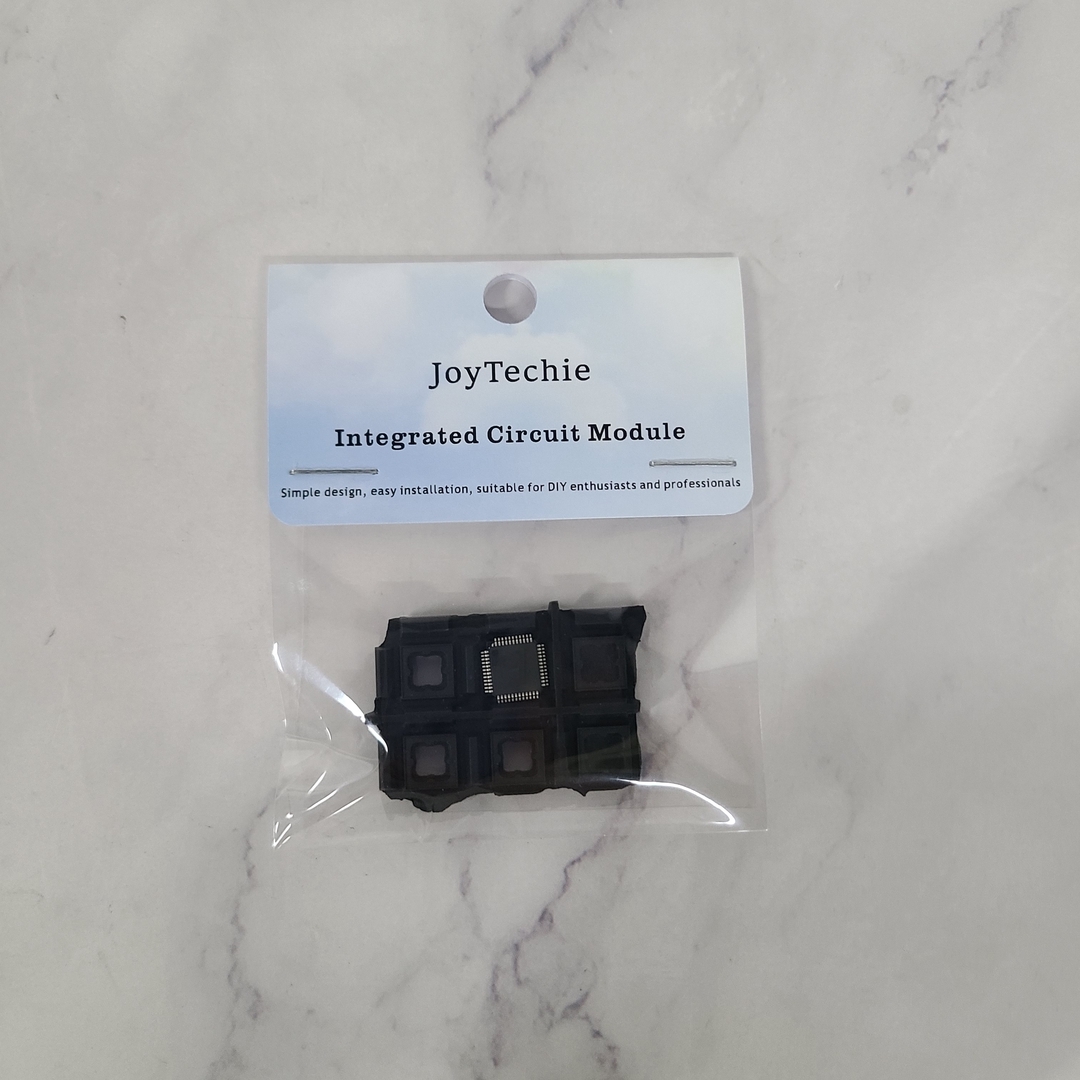 JoyTechie
Integrated Circuit Module
Simple design, easy installation, suitable for DIY enthusiasts and professionals